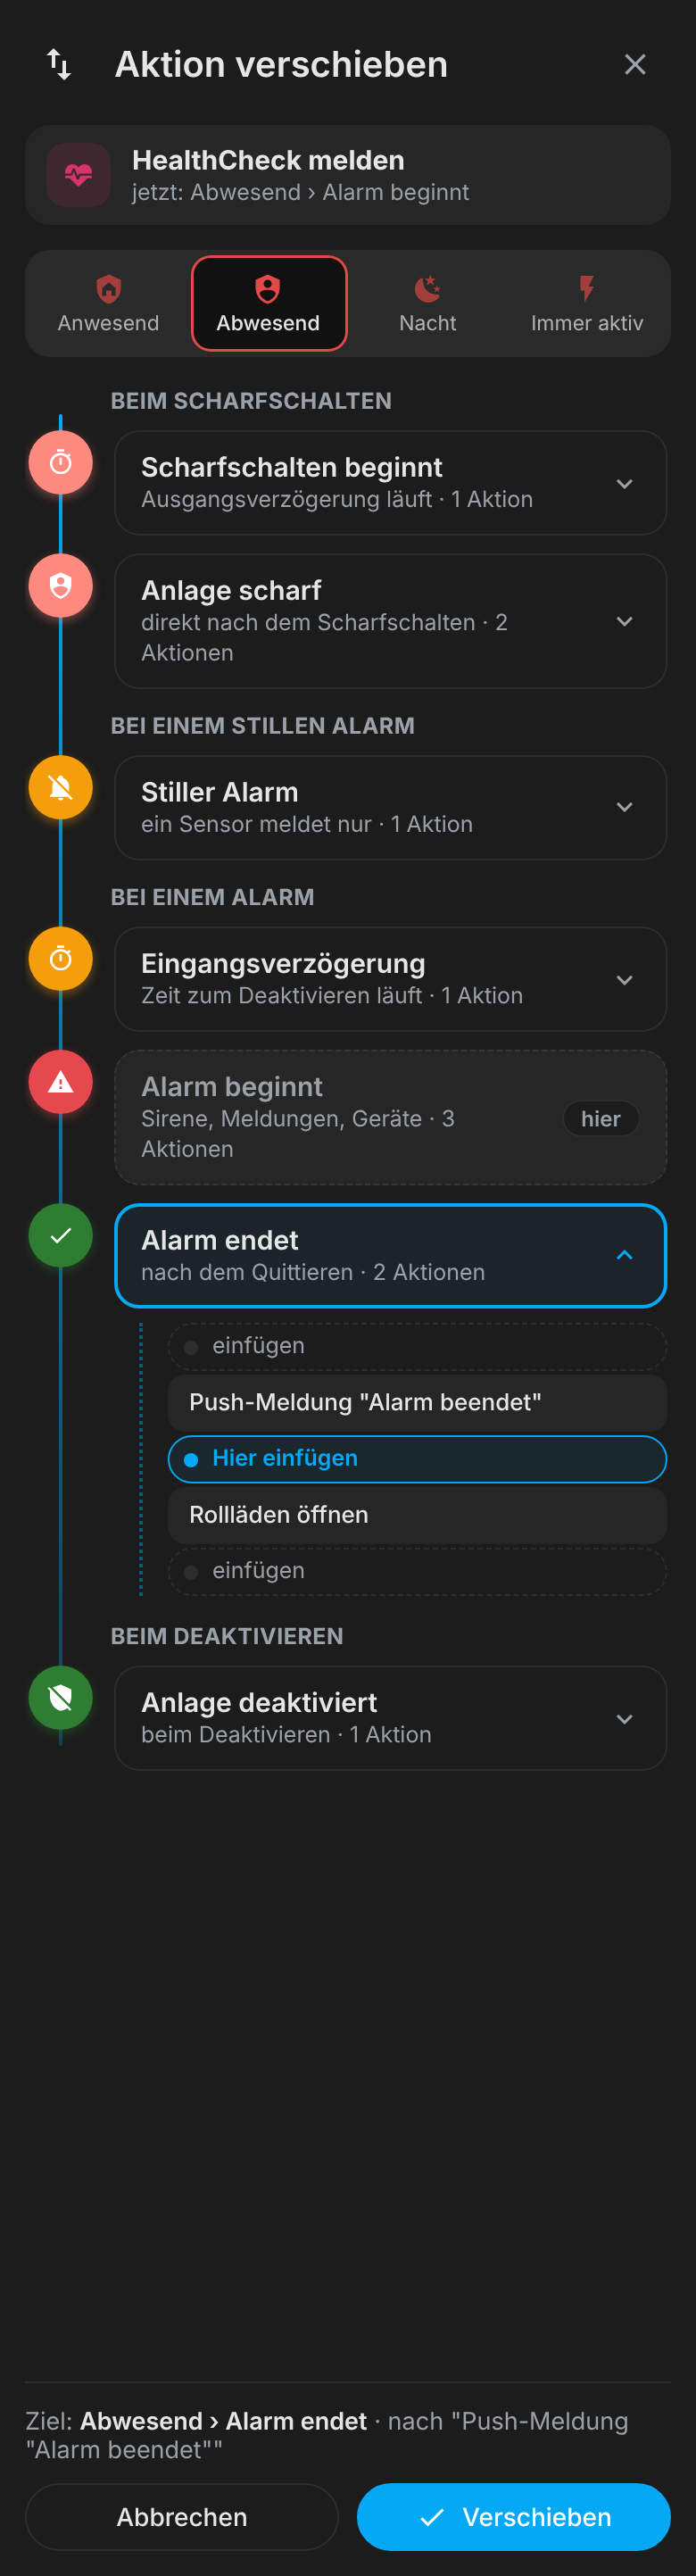 Aktion verschieben
HealthCheck melden
jetzt: Abwesend › Alarm beginnt
Anwesend
Abwesend
Nacht
Immer aktiv
BEIM SCHARFSCHALTEN
Scharfschalten beginnt
Ausgangsverzögerung läuft · 1 Aktion
Anlage scharf
direkt nach dem Scharfschalten · 2
Aktionen
BEI EINEM STILLEN ALARM
Stiller Alarm
ein Sensor meldet nur · 1 Aktion
BEI EINEM ALARM
Eingangsverzögerung
Zeit zum Deaktivieren läuft · 1 Aktion
Alarm beginnt
Sirene, Meldungen, Geräte · 3
Aktionen
hier
Alarm endet
nach dem Quittieren · 2 Aktionen
einfügen
Push-Meldung "Alarm beendet"
Hier einfügen
Rollläden öffnen
einfügen
BEIM DEAKTIVIEREN
Anlage deaktiviert
beim Deaktivieren · 1 Aktion
Ziel: Abwesend › Alarm endet · nach "Push-Meldung
"Alarm beendet""
Abbrechen
Verschieben